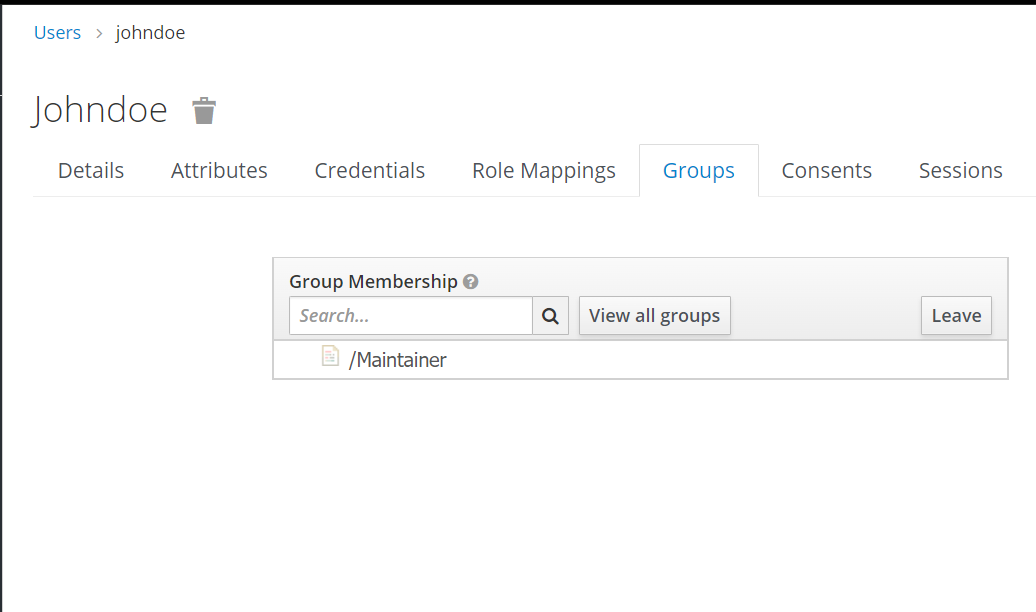 Users > johndoe
Johndoe
Details Attributes Credentials Role Mappings Groups Consents Sessions
Group Membership ?
Search... View all groups Leave
/Maintainer